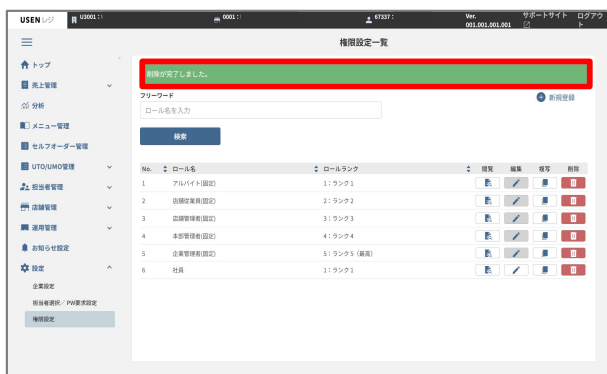 USEN レジ U3001 : 0001 : 67337 : Ver. 001.001.001.001 サポートサイト ログアウト
権限設定一覧
トップ
売上管理
分析
メニュー管理
セルフオーダー管理
UTO/UMO管理
担当者管理
店舗管理
運用管理
お知らせ設定
設定
企業設定
担当者選択／PW要求設定
権限設定
削除が完了しました。
フリーワード
新規登録
ロール名を入力
検索
No. ロール名 ロールランク 閲覧 編集 複写 削除
1 アルバイト(固定) 1：ランク1
2 店舗従業員(固定) 2：ランク2
3 店舗管理者(固定) 3：ランク3
4 本部管理者(固定) 4：ランク4
5 企業管理者(固定) 5：ランク5（最高）
6 社員 1：ランク1